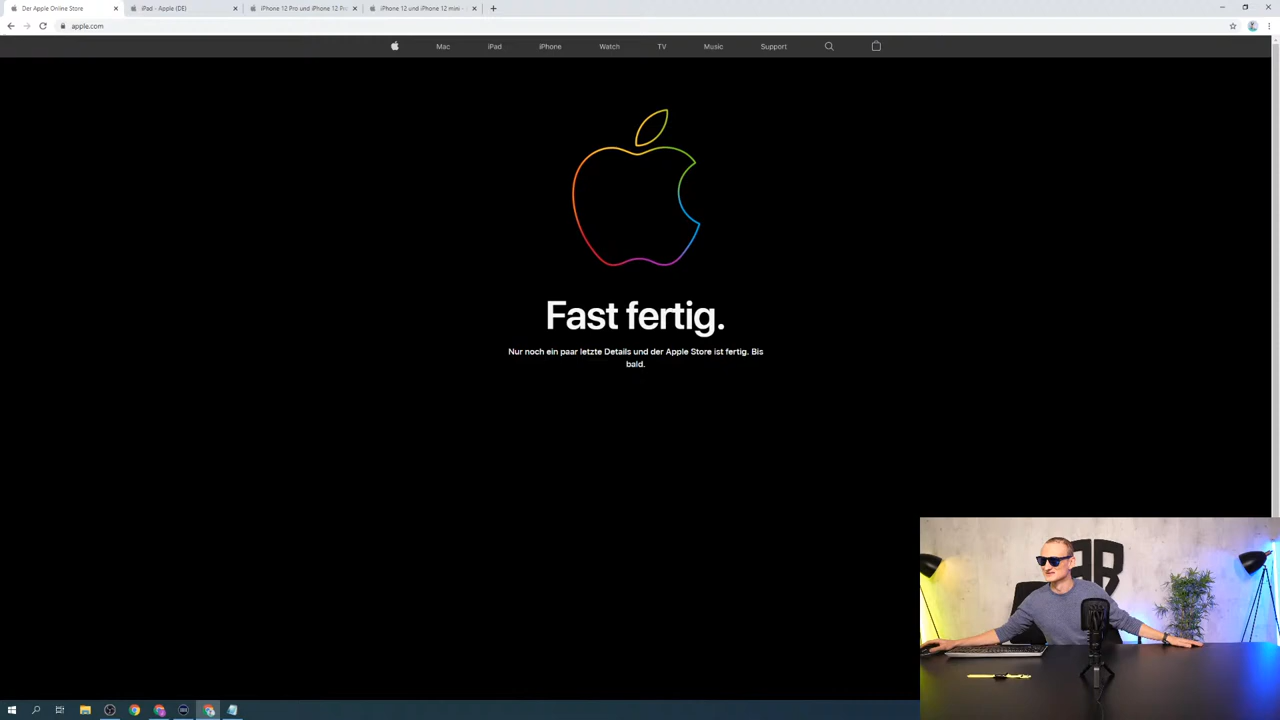 Der Apple Online Store
iPad - Apple (DE)
iPhone 12 Pro und iPhone 12 Pro
iPhone 12 und iPhone 12 mini -
apple.com
Mac
iPad
iPhone
Watch
TV
Music
Support
Fast fertig.
Nur noch ein paar letzte Details und der Apple Store ist fertig. Bis
bald.